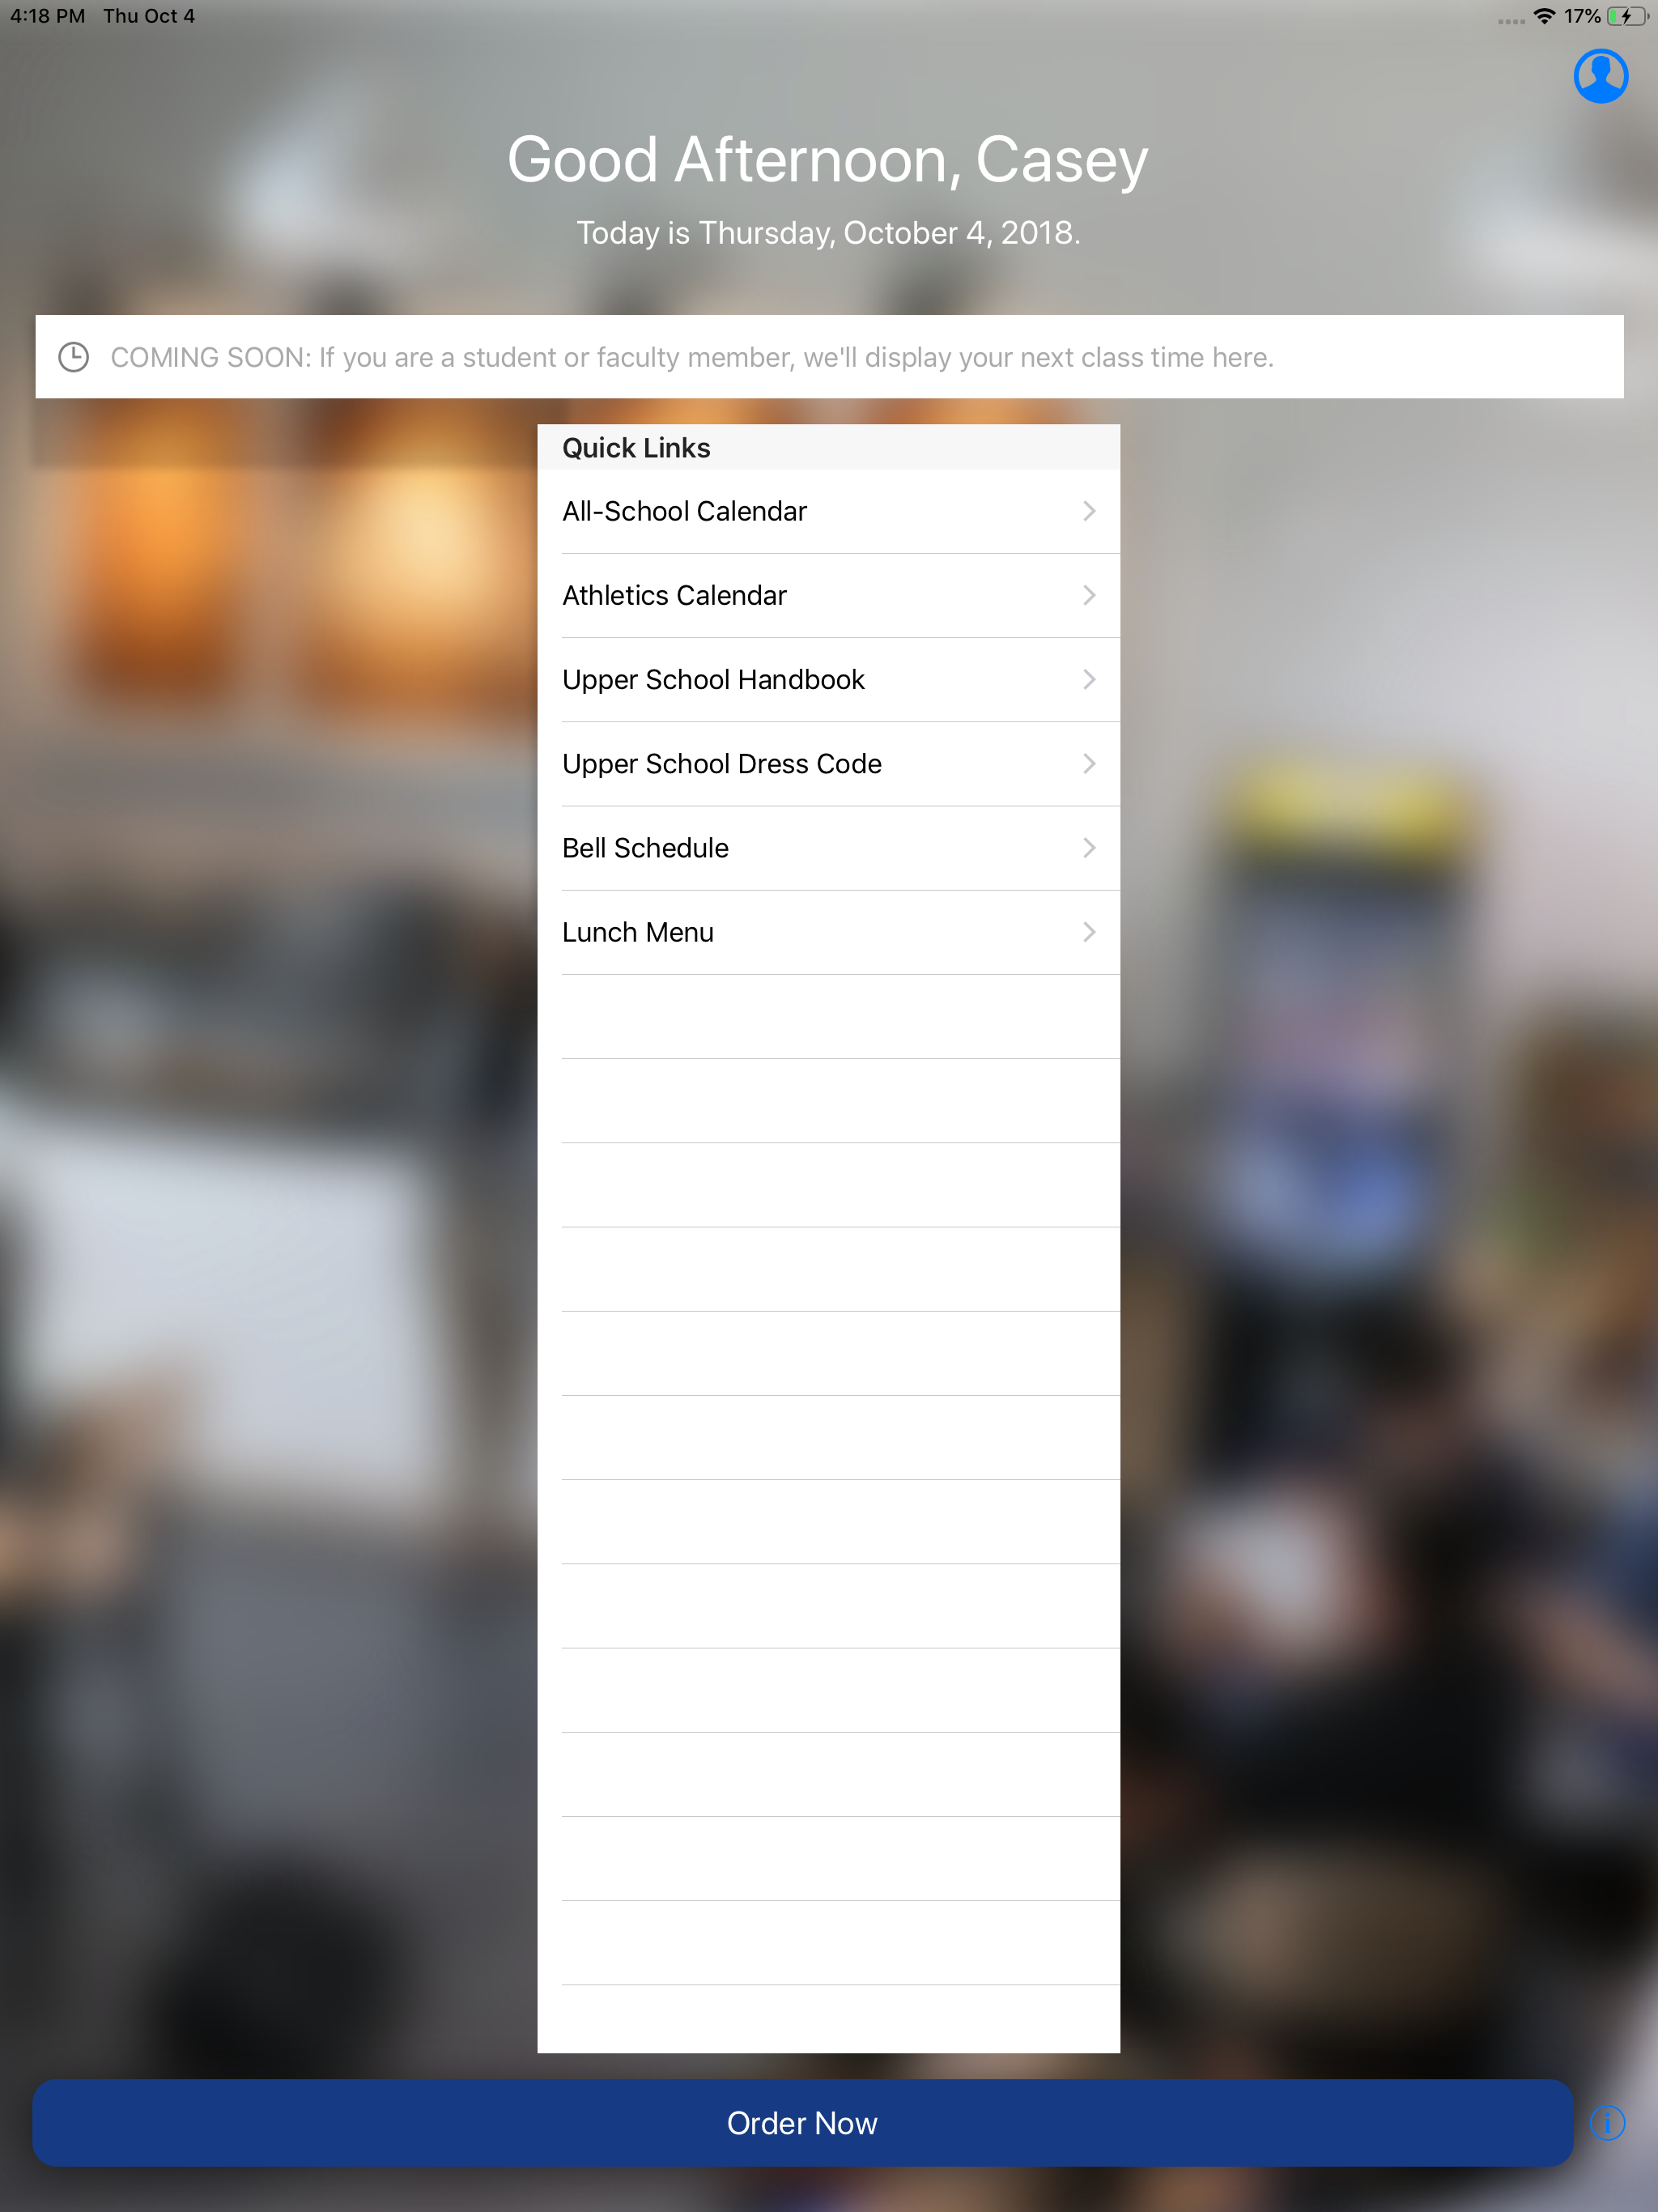 4:18 PM Thu Oct 4
17%
Good Afternoon, Casey
Today is Thursday, October 4, 2018.
COMING SOON: If you are a student or faculty member, we'll display your next class time here.
Quick Links
All-School Calendar
Athletics Calendar
Upper School Handbook
Upper School Dress Code
Bell Schedule
Lunch Menu
Order Now